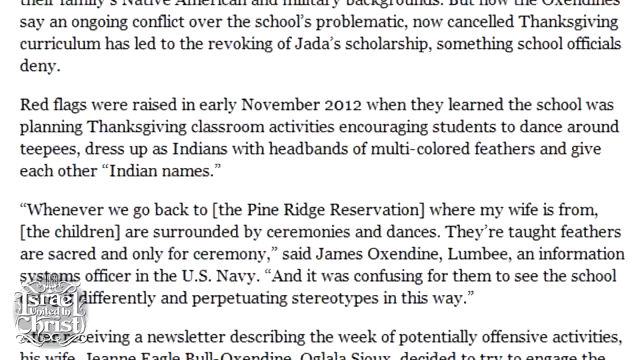 their family's Native American and military backgrounds. But now the Oxendines
say an ongoing conflict over the school's problematic, now cancelled Thanksgiving
curriculum has led to the revoking of Jada's scholarship, something school officials
deny.
Red flags were raised in early November 2012 when they learned the school was
planning Thanksgiving classroom activities encouraging students to dance around
teepees, dress up as Indians with headbands of multi-colored feathers and give
each other “Indian names.”
“Whenever we go back to [the Pine Ridge Reservation] where my wife is from,
[the children] are surrounded by ceremonies and dances. They're taught feathers
are sacred and only for ceremony,” said James Oxendine, Lumbee, an information
systems officer in the U.S. Navy. “And it was confusing for them to see the school
differently and perpetuating stereotypes in this way.”
Israel
United In
Christ
receiving a newsletter describing the week of potentially offensive activities,
his wife, Jeanne Eagle Bull-Oxendine, Oglala Sioux, decided to try to engage the